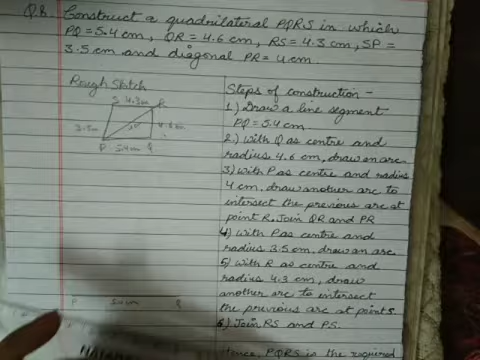 Q.8. Construct a quadrilateral PQRS in which
PQ = 5.4 cm, QR = 4.6 cm, RS = 4.3 cm, SP =
3.5 cm and diagonal PR = 4 cm.
Rough Sketch
S 4.3cm R
3.5cm
4.6cm
P 5.4cm Q
Steps of construction -
1.) Draw a line segment
PQ = 5.4 cm
2.) With Q as centre and
radius 4.6 cm, draw an arc.
3) With P as centre and radius
4 cm, draw another arc to
intersect the previous arc at
point R. Join QR and PR
4) With P as centre and
radius 3.5 cm, draw an arc
5) With R as centre and
radius 4.3 cm, draw
another arc to intersect
the previous arc at point S.
6) Join RS and PS.
P 5.4cm Q
Hence, PQRS is the required